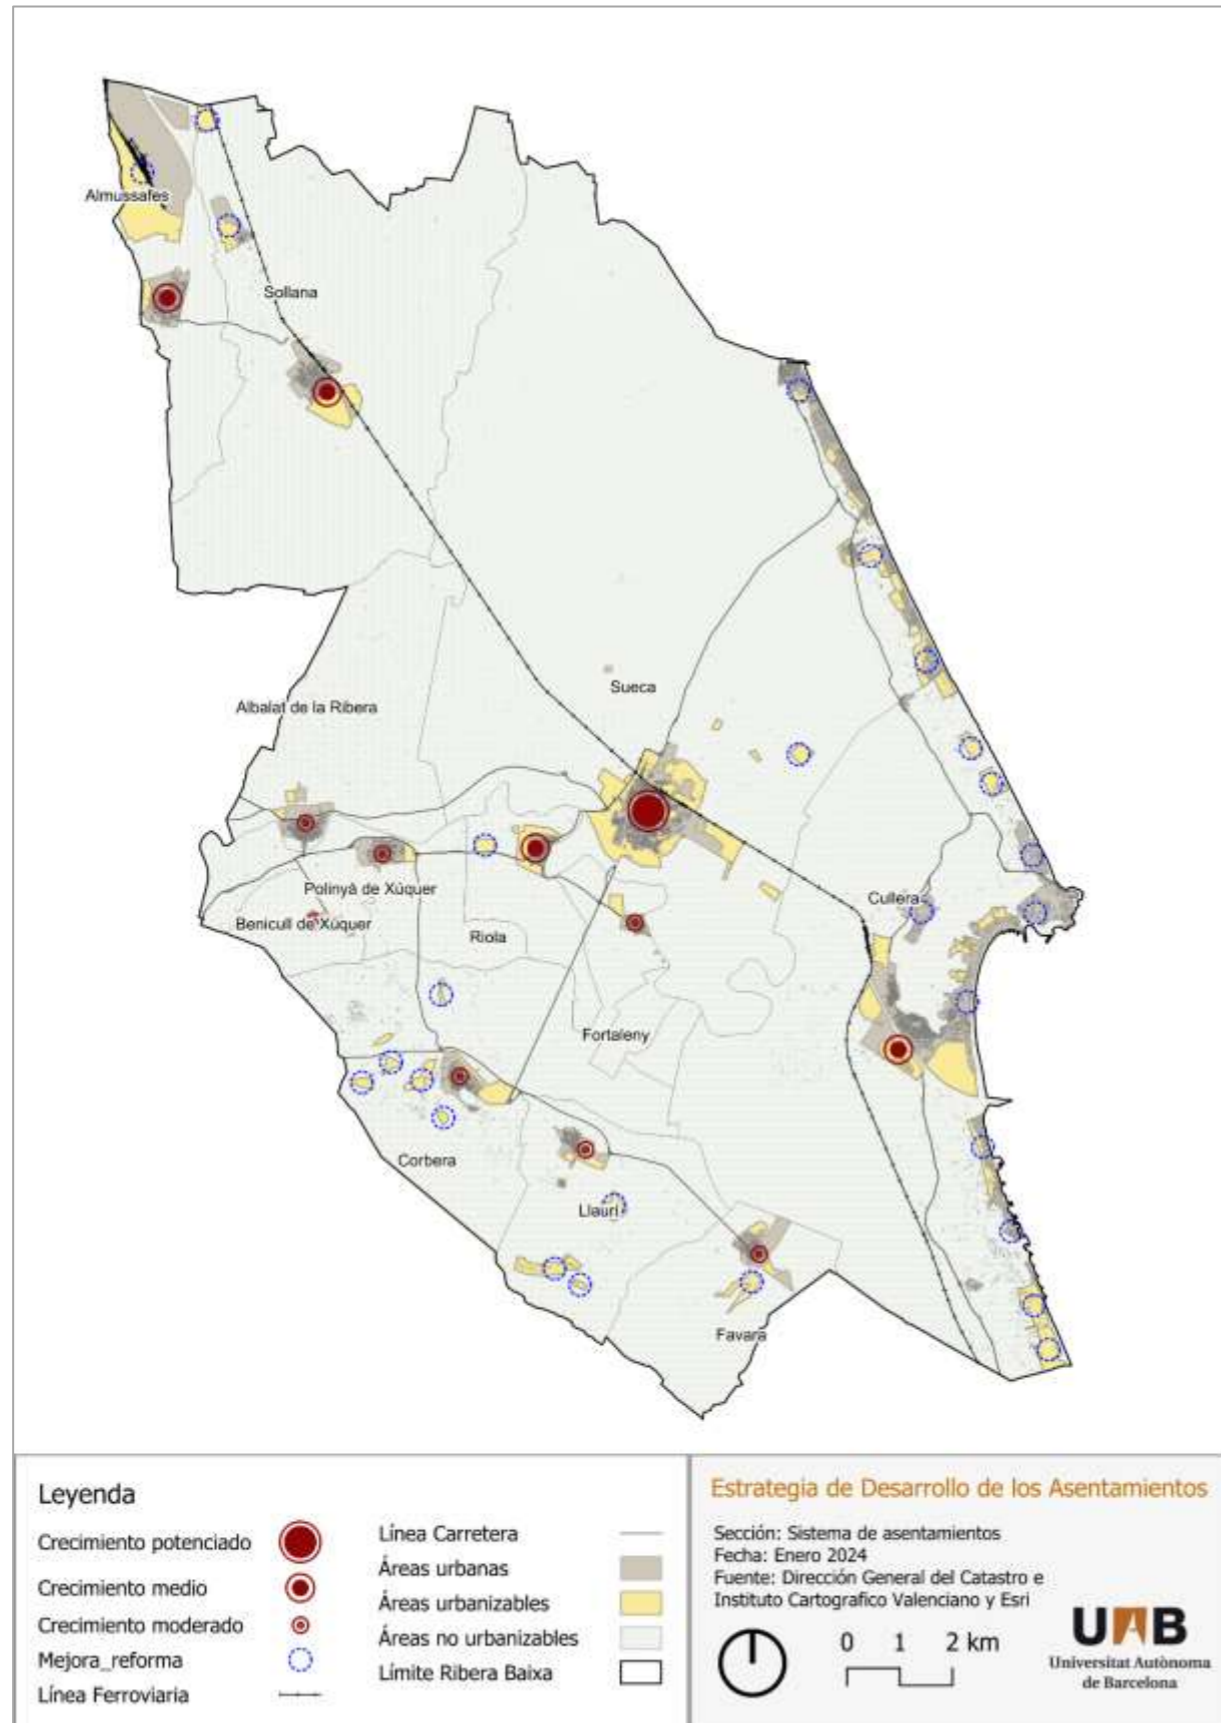 Almussafes
Sollana
Sueca
Albalat de la Ribera
Cullera
Polinyà de Xúquer
Benicull de Xúquer
Riola
Fortaleny
Corbera
Llaurí
Favara
Leyenda
Crecimiento potenciado
Crecimiento medio
Crecimiento moderado
Mejora_reforma
Línea Ferroviaria
Línea Carretera
Áreas urbanas
Áreas urbanizables
Áreas no urbanizables
Límite Ribera Baixa
Estrategia de Desarrollo de los Asentamientos
Sección: Sistema de asentamientos
Fecha: Enero 2024
Fuente: Dirección General del Catastro e
Instituto Cartografico Valenciano y Esri
0 1 2 km
UAB
Universitat Autònoma
de Barcelona